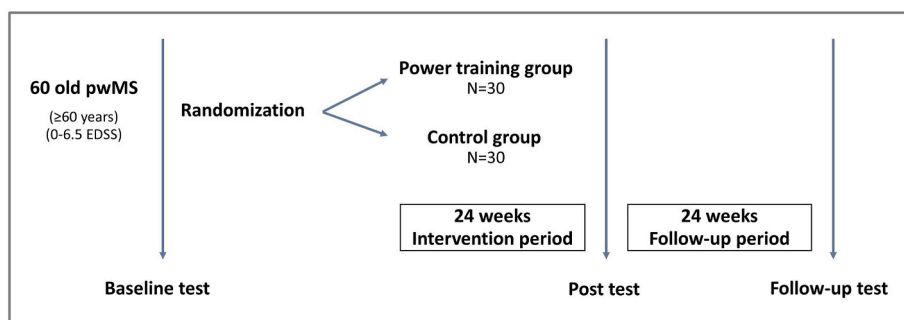 60 old pwMS
(≥60 years)
(0-6.5 EDSS)
Randomization
Power training group
N=30
Control group
N=30
24 weeks
Intervention period
24 weeks
Follow-up period
Baseline test
Post test
Follow-up test